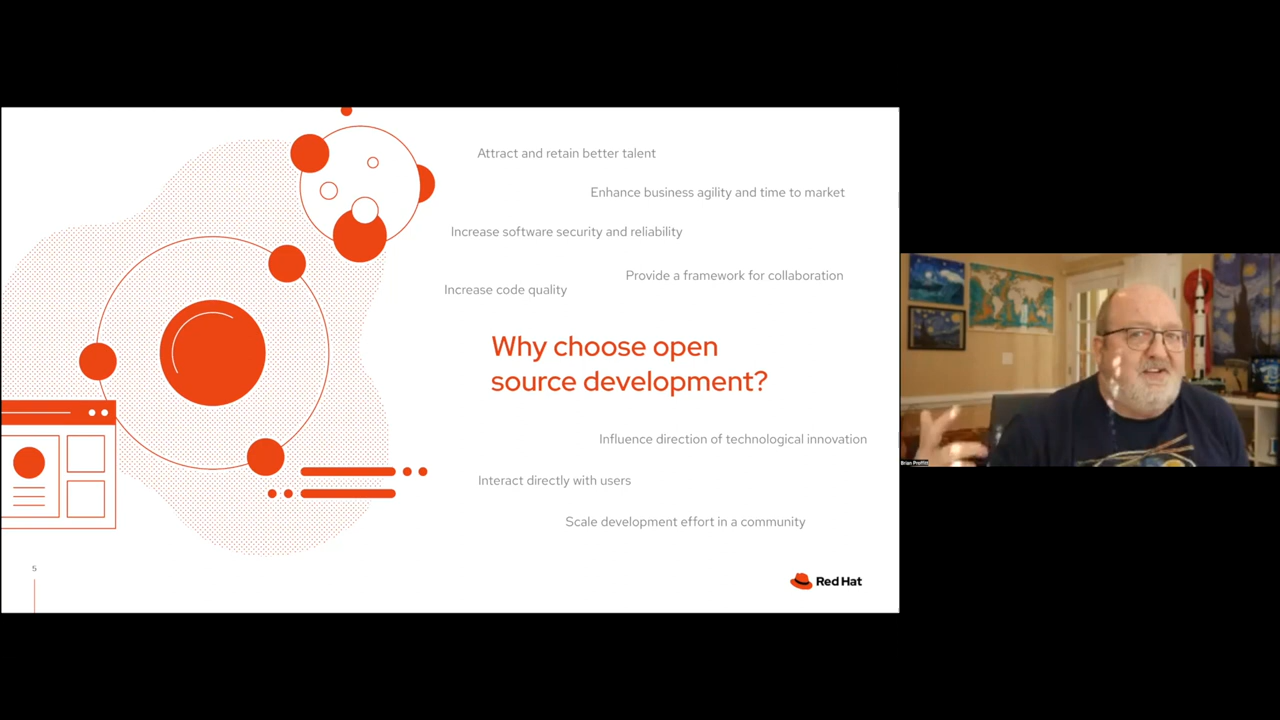 Attract and retain better talent
Enhance business agility and time to market
Increase software security and reliability
Provide a framework for collaboration
Increase code quality
Why choose open
source development?
Influence direction of technological innovation
Interact directly with users
Scale development effort in a community
5
Red Hat
Brian Proffitt